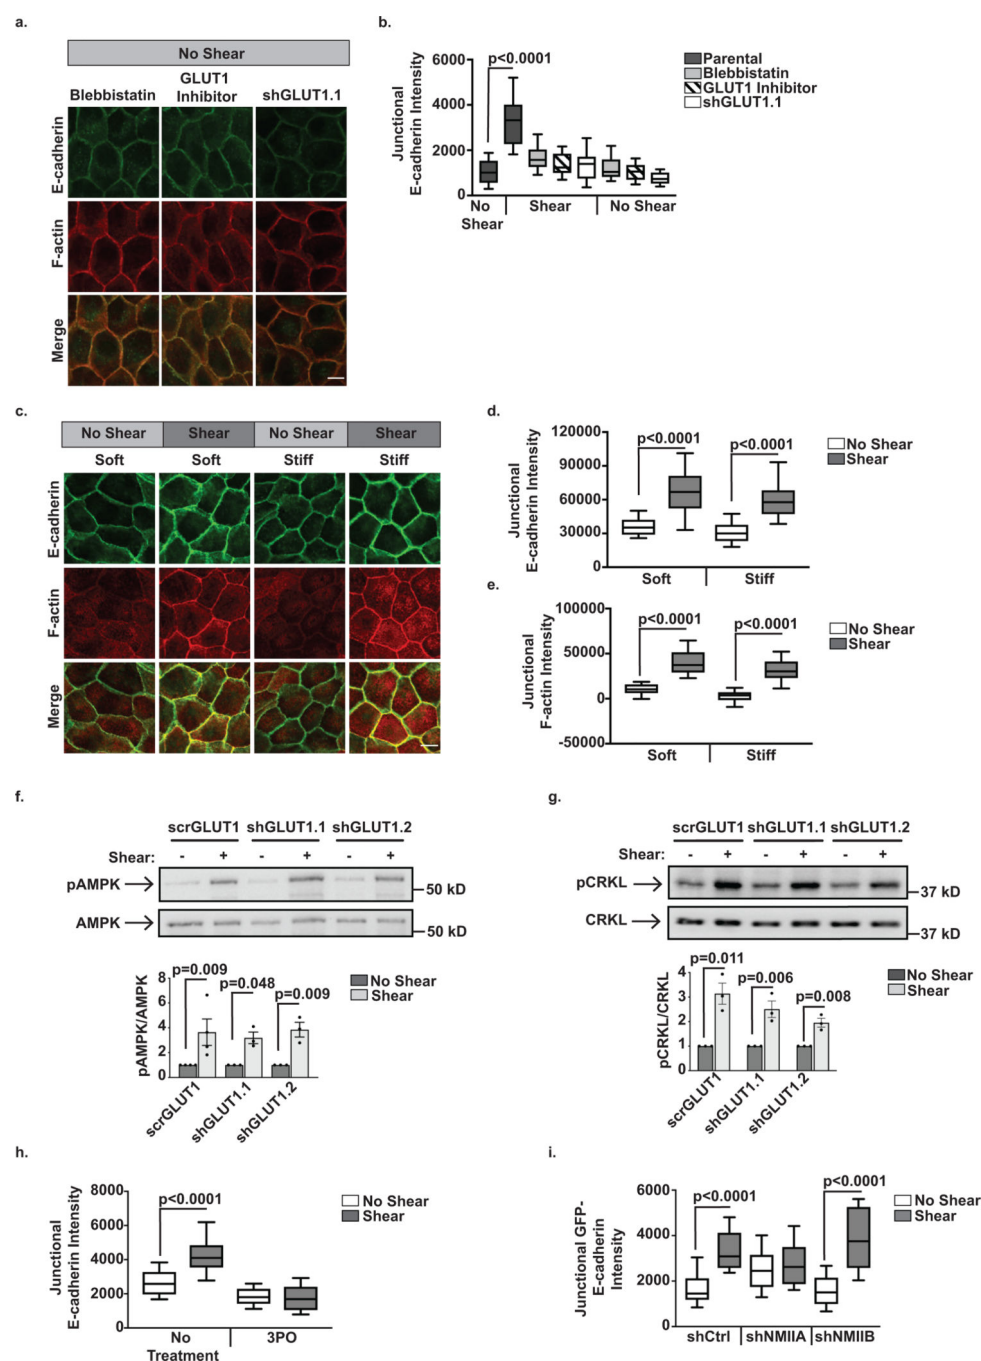 a.
No Shear
Blebbistatin
GLUT1
Inhibitor
shGLUT1.1
E-cadherin
F-actin
Merge
b.
Junctional
E-cadherin Intensity
6000
4000
2000
0
p<0.0001
No
Shear
Shear
No Shear
Parental
Blebbistatin
GLUT1 Inhibitor
shGLUT1.1
c.
No Shear Shear No Shear Shear
Soft Soft Stiff Stiff
E-cadherin
F-actin
Merge
d.
Junctional
E-cadherin Intensity
120000
90000
60000
30000
0
p<0.0001
p<0.0001
Soft Stiff
No Shear
Shear
e.
Junctional
F-actin Intensity
100000
50000
0
-50000
p<0.0001
p<0.0001
Soft Stiff
No Shear
Shear
f.
scrGLUT1 shGLUT1.1 shGLUT1.2
Shear: - + - + - +
pAMPK
50 kD
AMPK
50 kD
pAMPK/AMPK
8
6
4
2
0
p=0.009
p=0.048
p=0.009
No Shear
Shear
scrGLUT1
shGLUT1.1
shGLUT1.2
g.
scrGLUT1 shGLUT1.1 shGLUT1.2
Shear: - + - + - +
pCRKL
37 kD
CRKL
37 kD
pCRKL/CRKL
4
3
2
1
0
p=0.011
p=0.006
p=0.008
No Shear
Shear
scrGLUT1
shGLUT1.1
shGLUT1.2
h.
Junctional
E-cadherin Intensity
8000
6000
4000
2000
0
p<0.0001
No
Treatment
3PO
No Shear
Shear
i.
Junctional GFP-
E-cadherin
Intensity
6000
4000
2000
0
p<0.0001
p<0.0001
shCtrl shNMIIA shNMIIB
No Shear
Shear